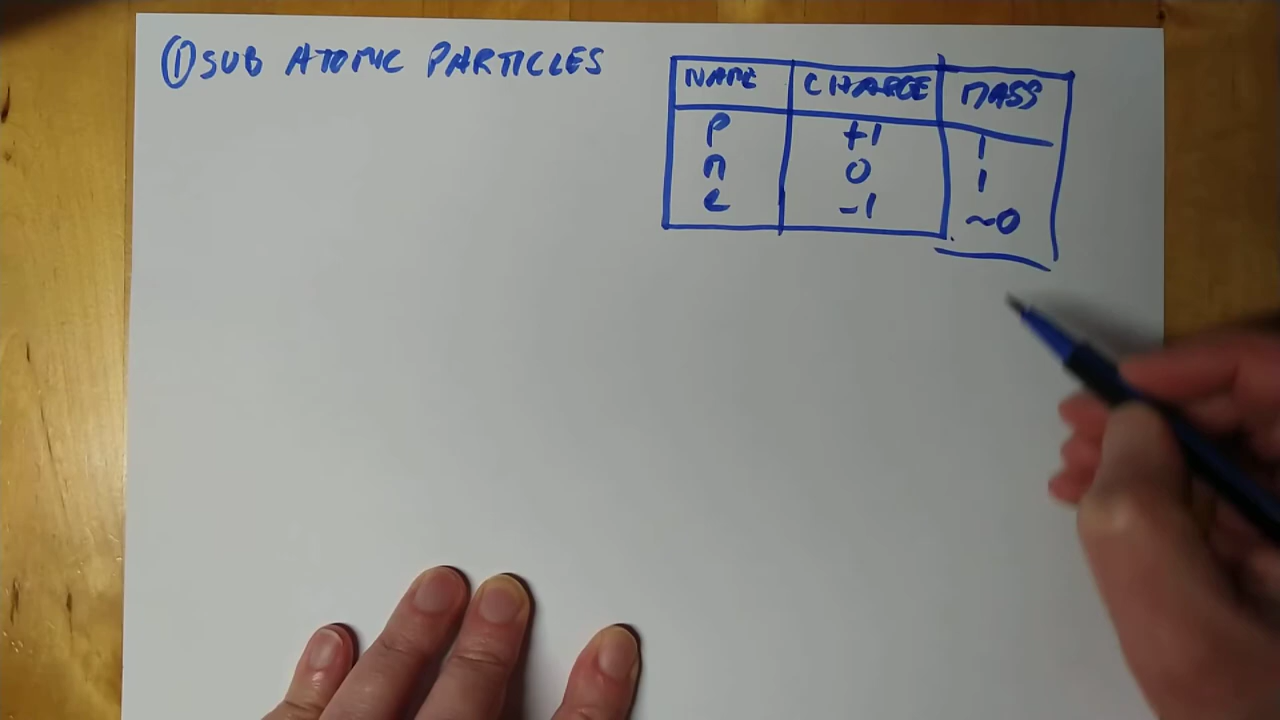 ① SUB ATOMIC PARTICLES
NAME CHARGE MASS
P +1 1
n 0 1
e -1 ~0